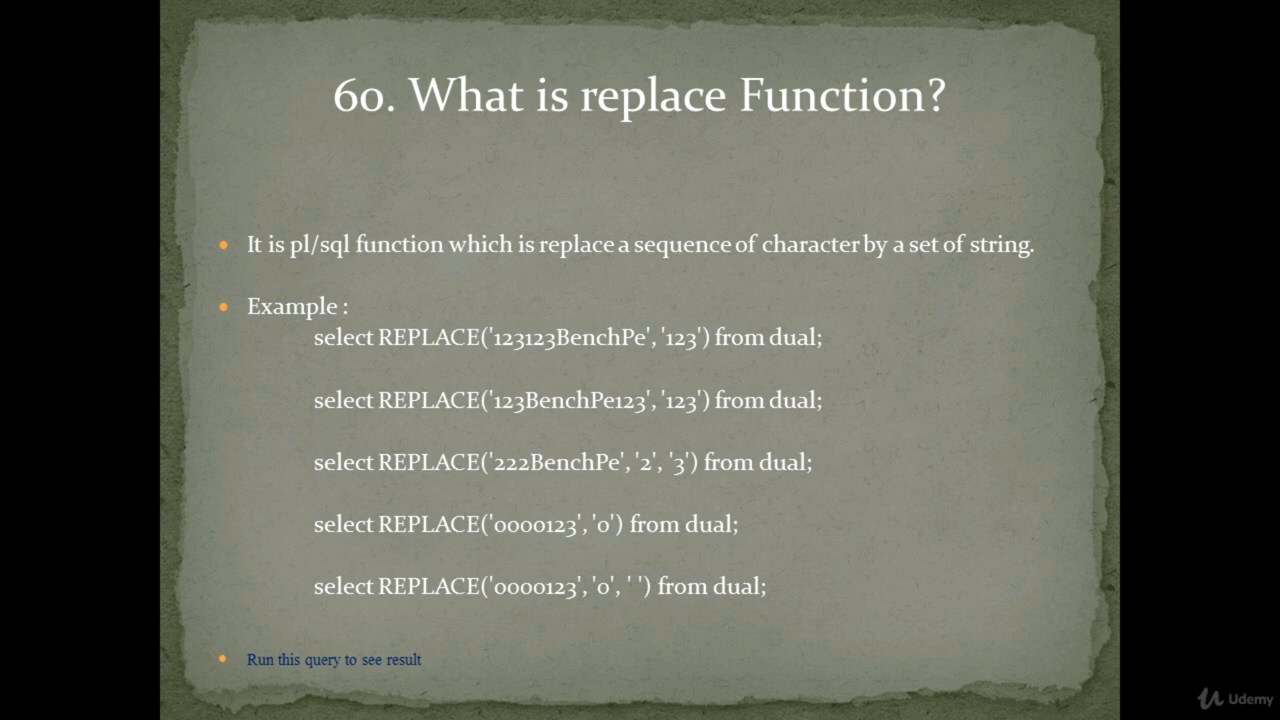 60. What is replace Function?
It is pl/sql function which is replace a sequence of character by a set of string.
Example :
select REPLACE('123123BenchPe', '123') from dual;
select REPLACE('123BenchPe123', '123') from dual;
select REPLACE('222BenchPe', '2', '3') from dual;
select REPLACE('0000123', '0') from dual;
select REPLACE('0000123', '0', ' ') from dual;
Run this query to see result
Udemy